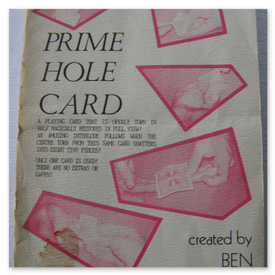 PRIME
HOLE
CARD
A PLAYING CARD THAT IS OPENLY TORN IN
HALF MAGICALLY RESTORES IN FULL VIEW!
AN AMUSING INTERLUDE FOLLOWS WHEN THE
CENTRE TORN FROM THIS SAME CARD SHATTERS
INTO EIGHT TINY PIECES!
ONLY ONE CARD IS USED!
THERE ARE NO EXTRAS OR
GAFFS!
created by
BEN